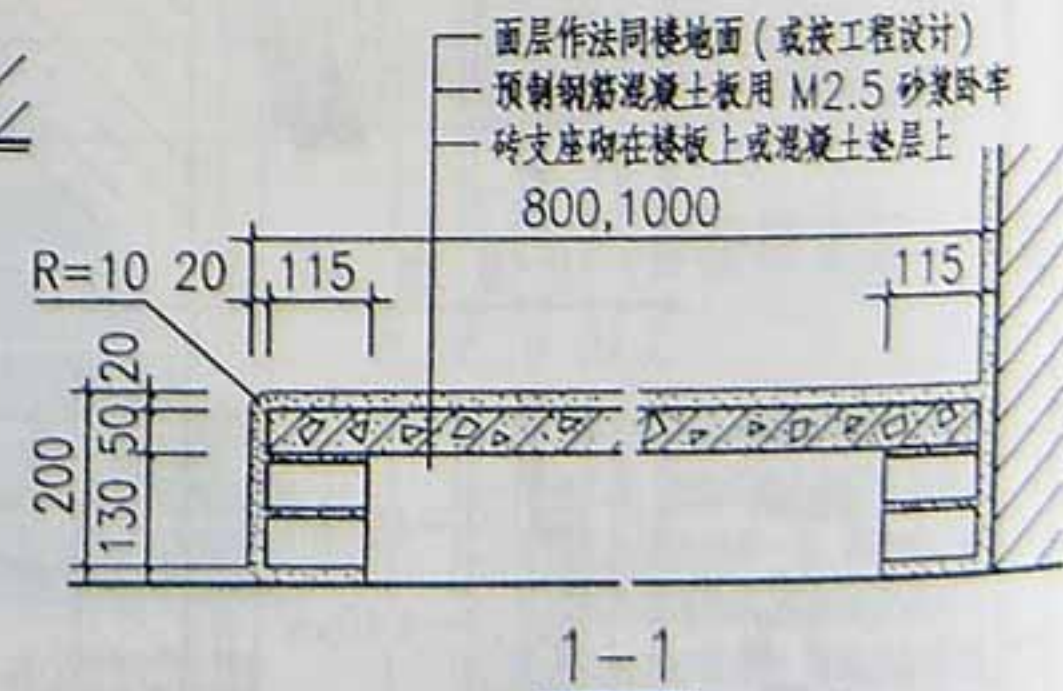 面层作法同楼地面(或按工程设计)
预制钢筋混凝土板用 M2.5 砂浆卧牢
砖支座砌在楼板上或混凝土垫层上
800,1000
R=10 20 115 115
20
50
200
130
1-1